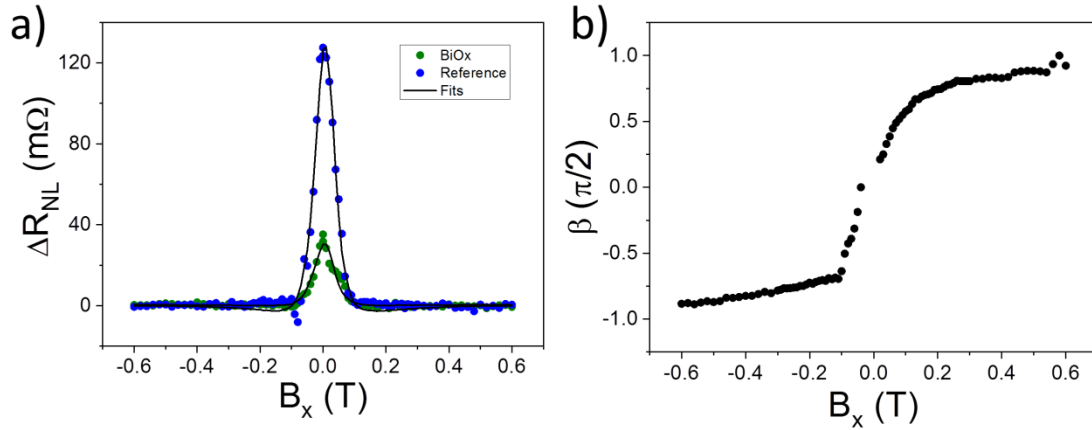 a)
ΔR_NL (mΩ)
120
80
40
0
-0.6 -0.4 -0.2 0.0 0.2 0.4 0.6
B_x (T)
BiOx
Reference
Fits
b)
β (π/2)
1.0
0.5
0.0
-0.5
-1.0
-0.6 -0.4 -0.2 0.0 0.2 0.4 0.6
B_x (T)